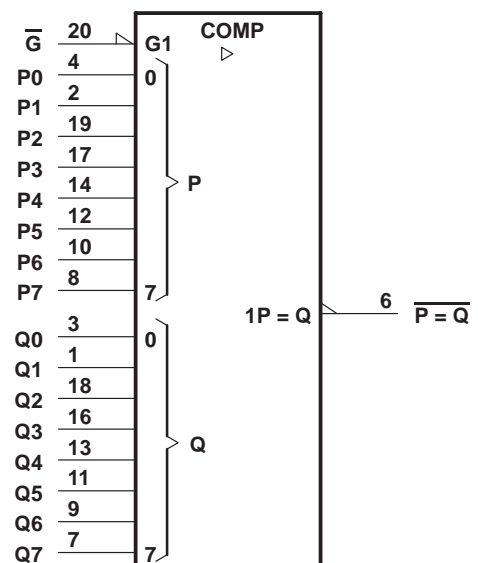 COMP
G̅ 20 G1
P0 4 0
P1 2
P2 19
P3 17
P4 14
P5 12
P6 10
P7 8 7
P
Q0 3 0
Q1 1
Q2 18
Q3 16
Q4 13
Q5 11
Q6 9
Q7 7 7
Q
1P = Q 6 P = Q